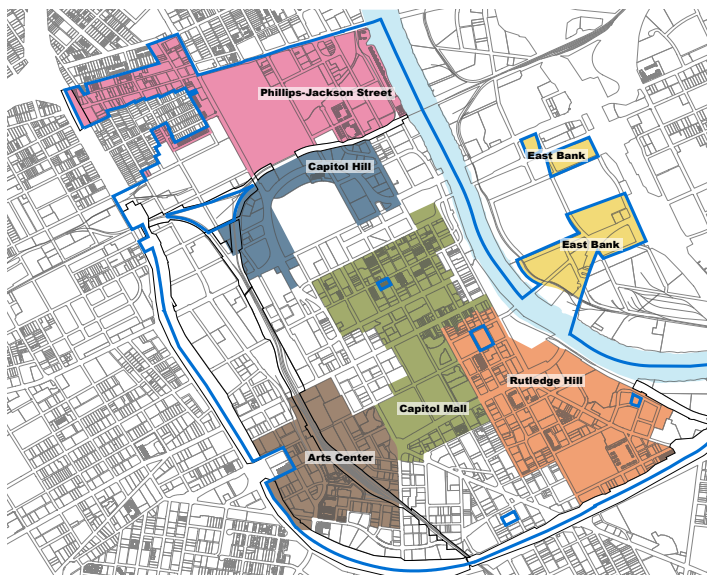 Phillips-Jackson Street
East Bank
Capitol Hill
East Bank
Rutledge Hill
Capitol Mall
Arts Center